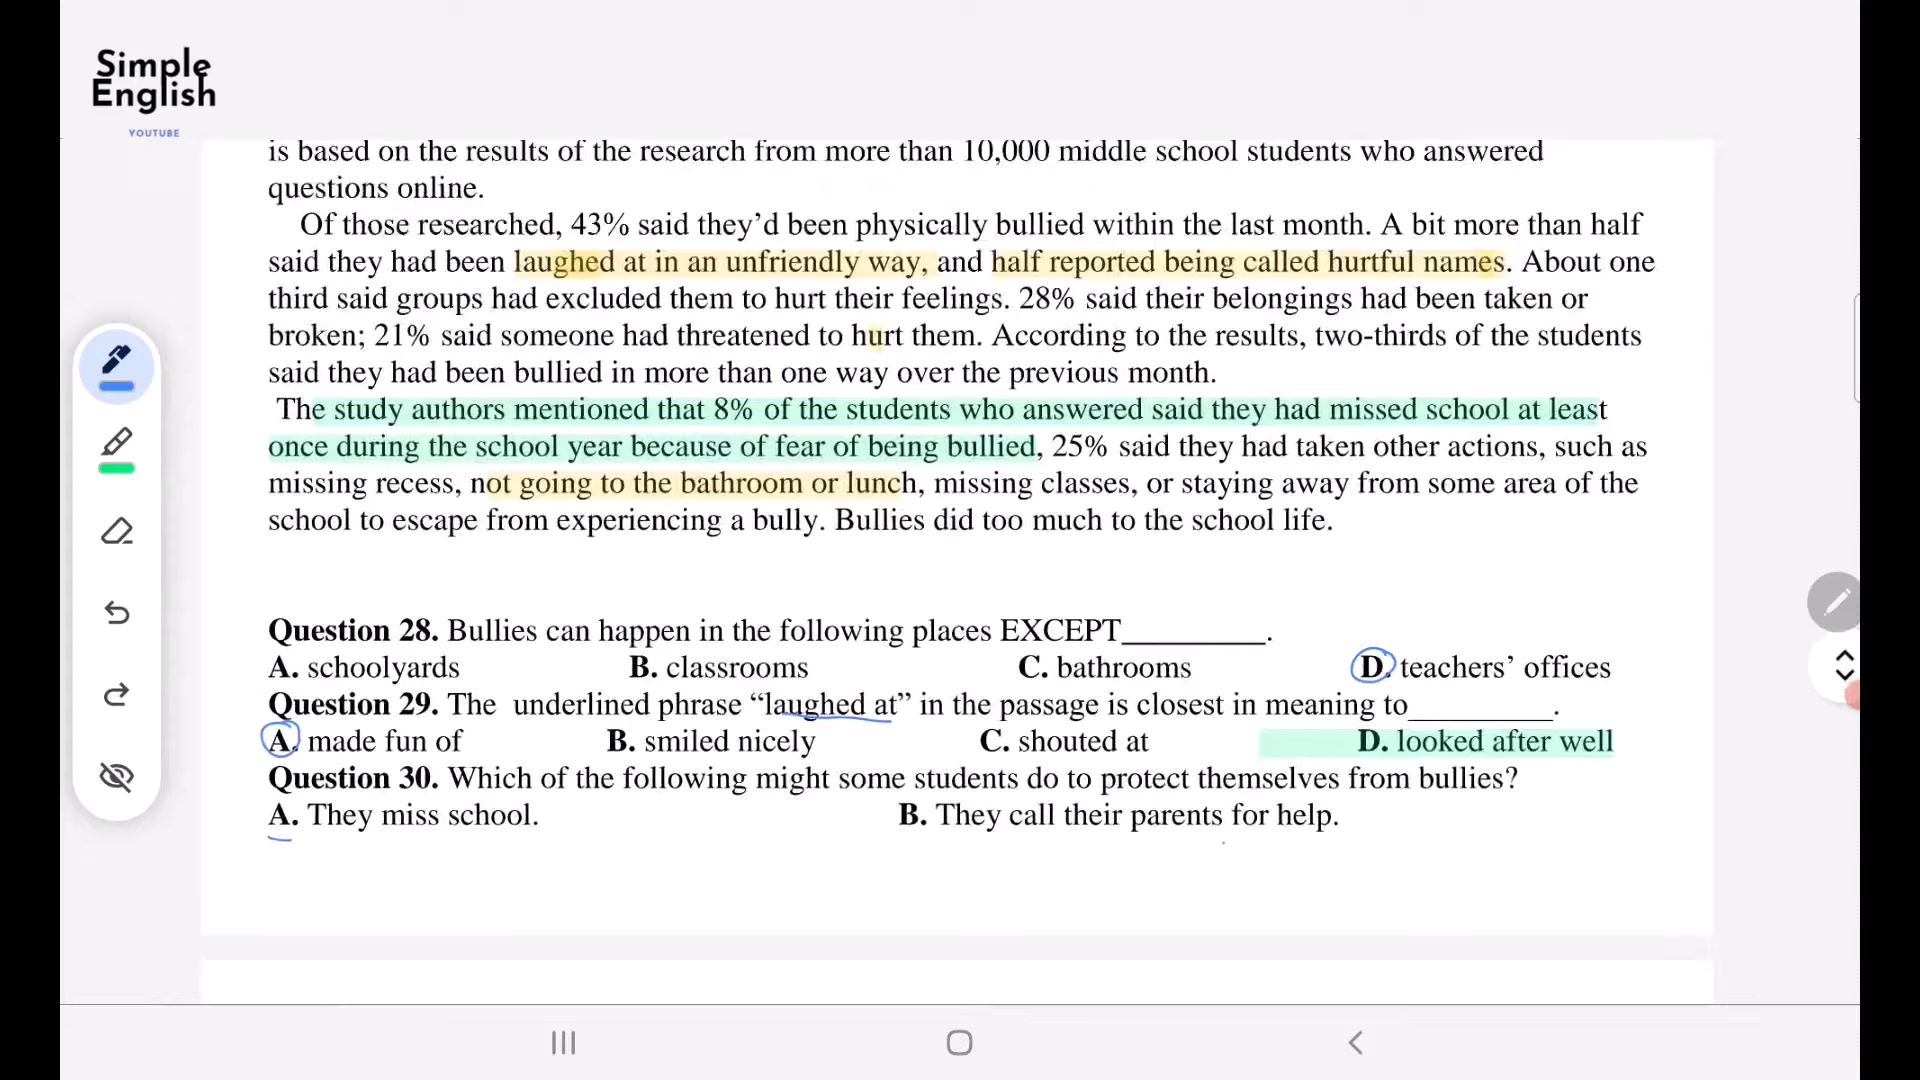 Simple
English
YOUTUBE
is based on the results of the research from more than 10,000 middle school students who answered
questions online.
Of those researched, 43% said they’d been physically bullied within the last month. A bit more than half
said they had been laughed at in an unfriendly way, and half reported being called hurtful names. About one
third said groups had excluded them to hurt their feelings. 28% said their belongings had been taken or
broken; 21% said someone had threatened to hurt them. According to the results, two-thirds of the students
said they had been bullied in more than one way over the previous month.
The study authors mentioned that 8% of the students who answered said they had missed school at least
once during the school year because of fear of being bullied, 25% said they had taken other actions, such as
missing recess, not going to the bathroom or lunch, missing classes, or staying away from some area of the
school to escape from experiencing a bully. Bullies did too much to the school life.
Question 28. Bullies can happen in the following places EXCEPT_________.
A. schoolyards B. classrooms C. bathrooms D. teachers’ offices
Question 29. The underlined phrase “laughed at” in the passage is closest in meaning to_________.
A. made fun of B. smiled nicely C. shouted at D. looked after well
Question 30. Which of the following might some students do to protect themselves from bullies?
A. They miss school. B. They call their parents for help.